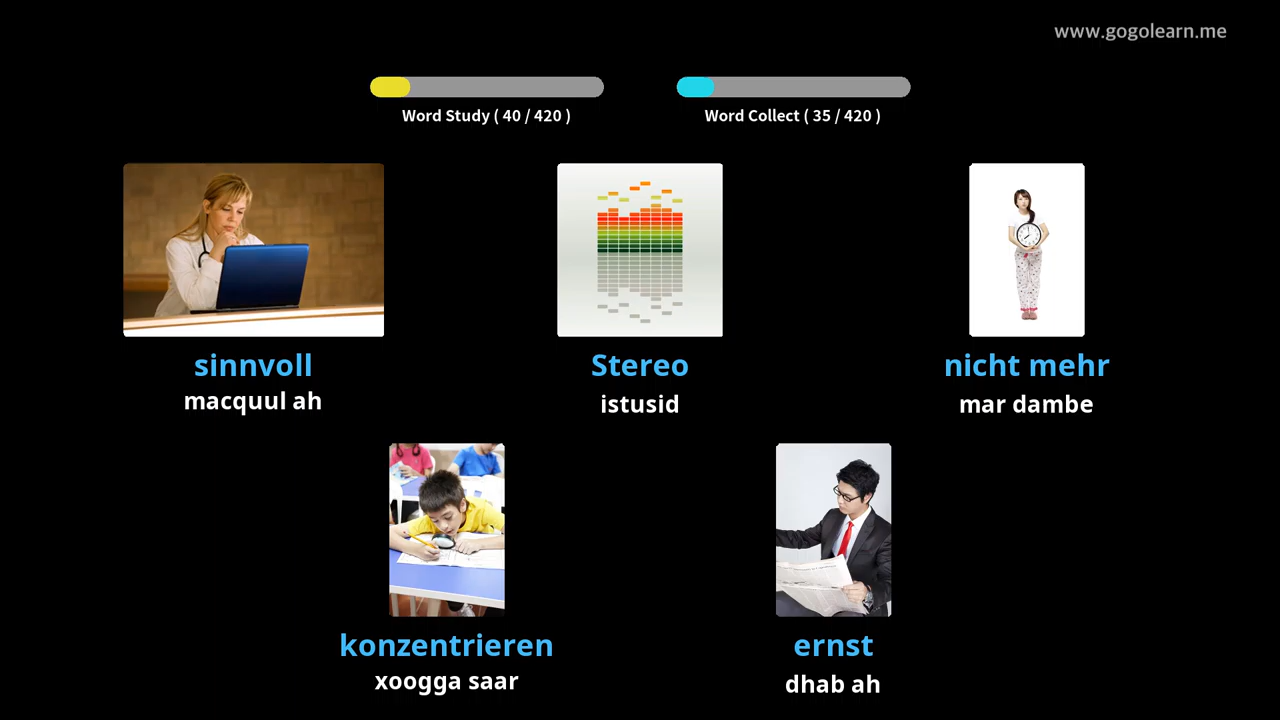 www.gogolearn.me
Word Study ( 40 / 420 )
Word Collect ( 35 / 420 )
sinnvoll
macquul ah
Stereo
istusid
nicht mehr
mar dambe
konzentrieren
xoogga saar
ernst
dhab ah